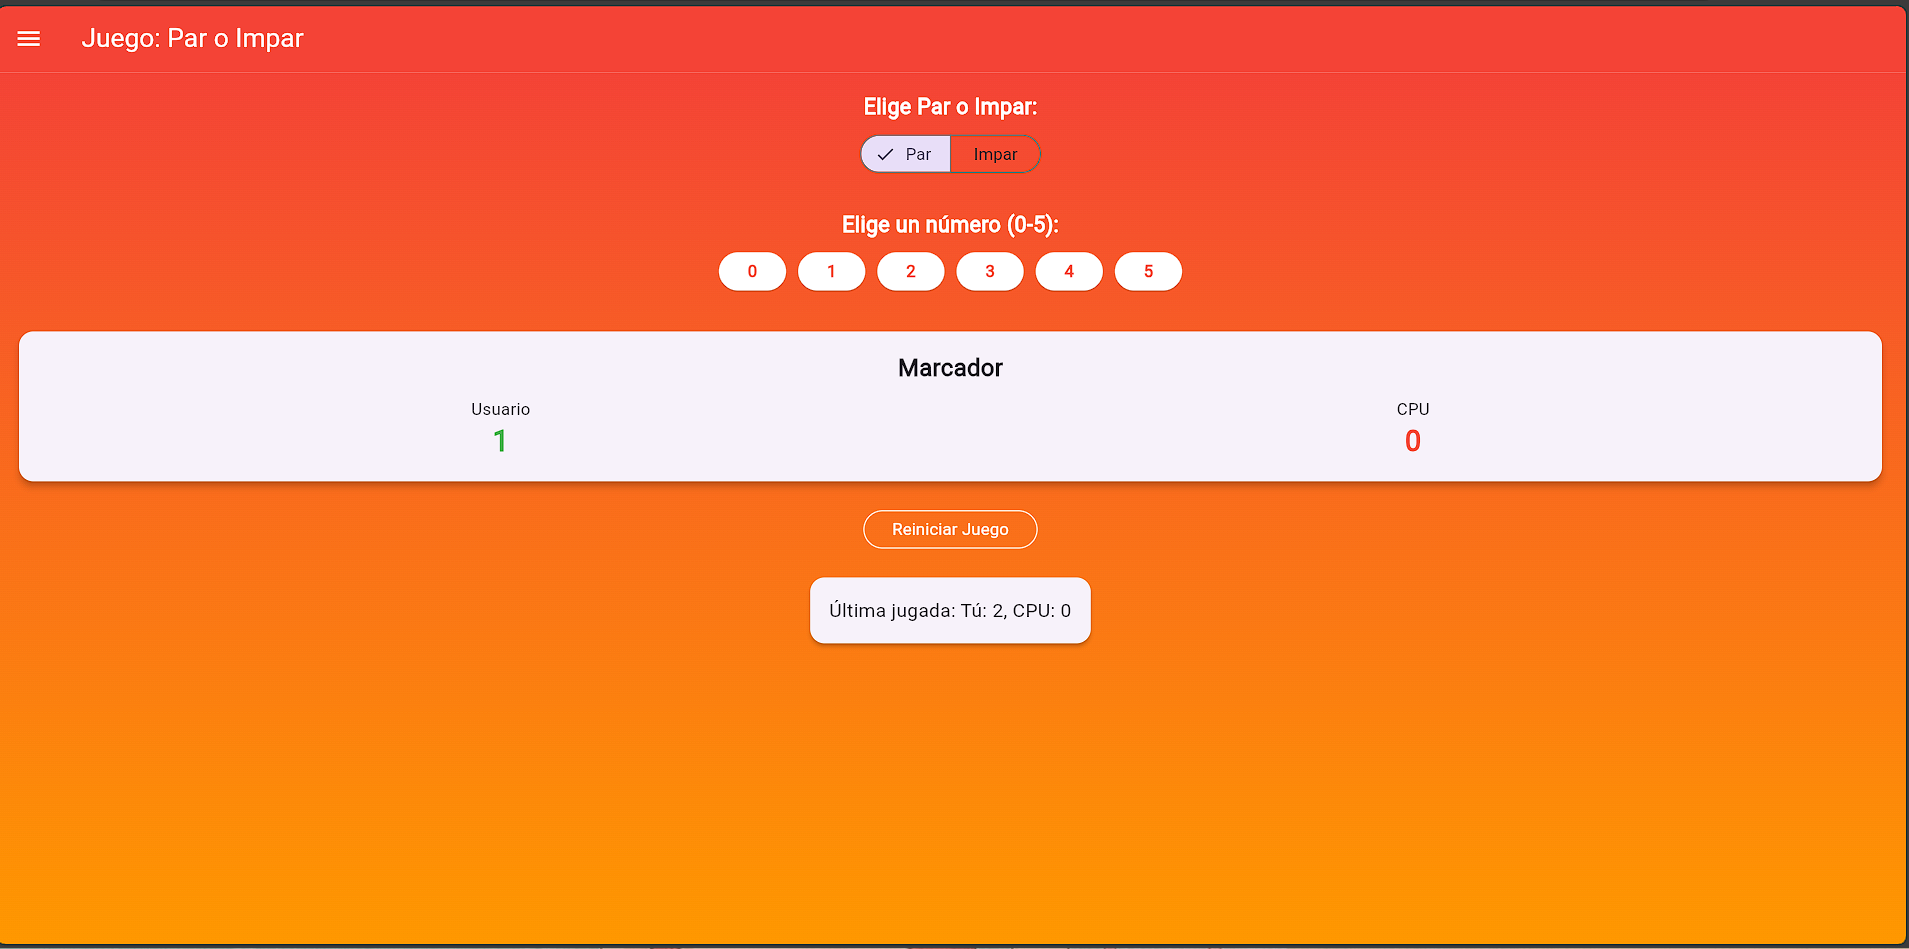 Juego: Par o Impar
Elige Par o Impar:
Par Impar
Elige un número (0-5):
0 1 2 3 4 5
Marcador
Usuario CPU
1 0
Reiniciar Juego
Última jugada: Tú: 2, CPU: 0